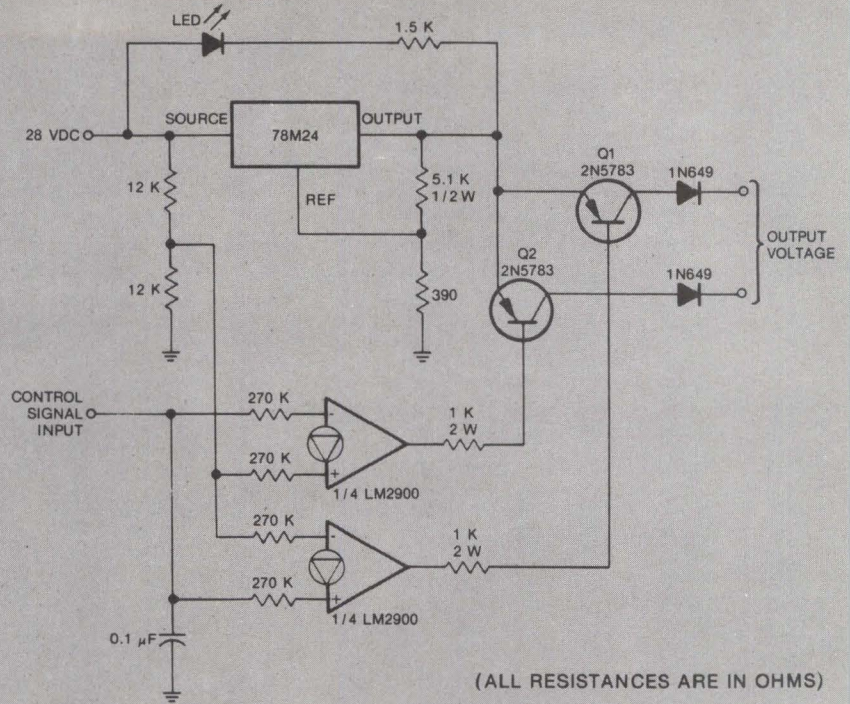 LED
1.5 K
SOURCE
OUTPUT
28 VDC
78M24
REF
12 K
5.1 K
1/2 W
Q1
2N5783
1N649
OUTPUT
VOLTAGE
Q2
2N5783
1N649
12 K
390
CONTROL
SIGNAL
INPUT
270 K
-
1 K
2 W
270 K
+
1/4 LM2900
270 K
-
1 K
2 W
270 K
+
1/4 LM2900
0.1 μF
(ALL RESISTANCES ARE IN OHMS)